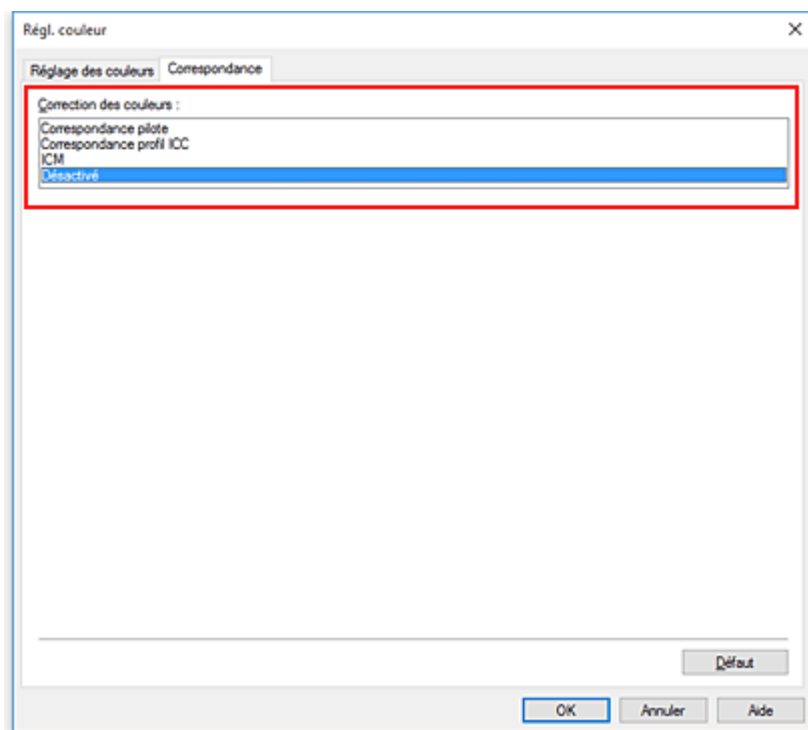 Régl. couleur
Réglage des couleurs Correspondance
Correction des couleurs :
Correspondance pilote
Correspondance profil ICC
ICM
Désactivé
Défaut
OK Annuler Aide